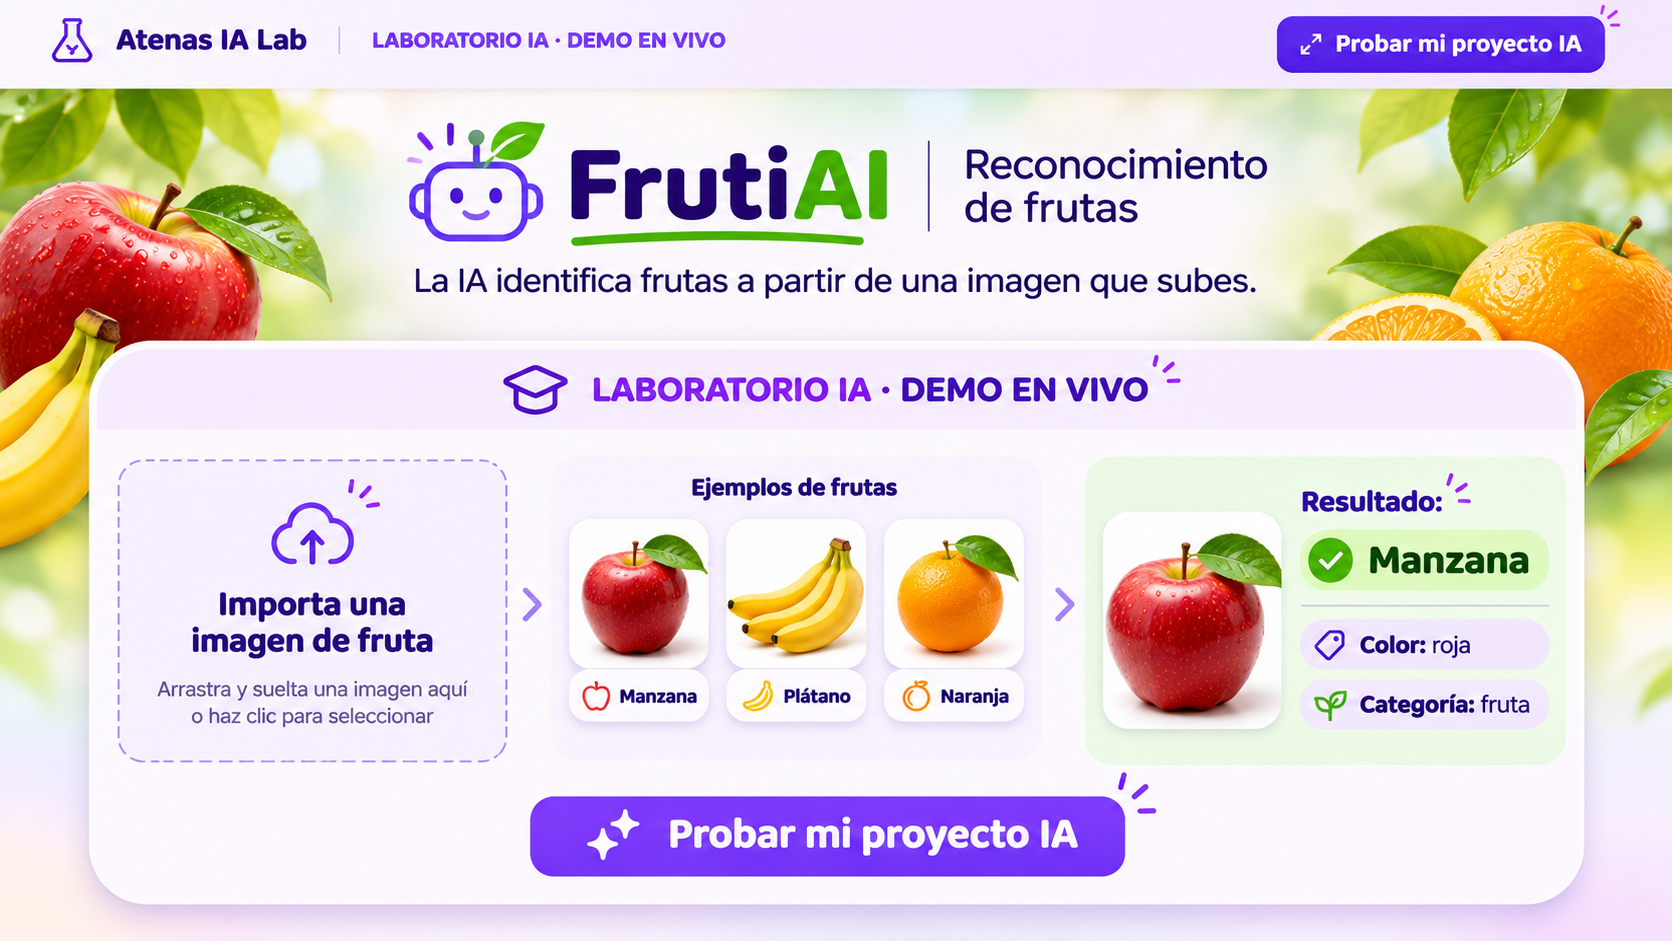 Atenas IA Lab
LABORATORIO IA · DEMO EN VIVO
Probar mi proyecto IA
FrutiAI
Reconocimiento
de frutas
La IA identifica frutas a partir de una imagen que subes.
LABORATORIO IA · DEMO EN VIVO
Importa una
imagen de fruta
Arrastra y suelta una imagen aquí
o haz clic para seleccionar
Ejemplos de frutas
Manzana
Plátano
Naranja
Resultado:
Manzana
Color: roja
Categoría: fruta
Probar mi proyecto IA